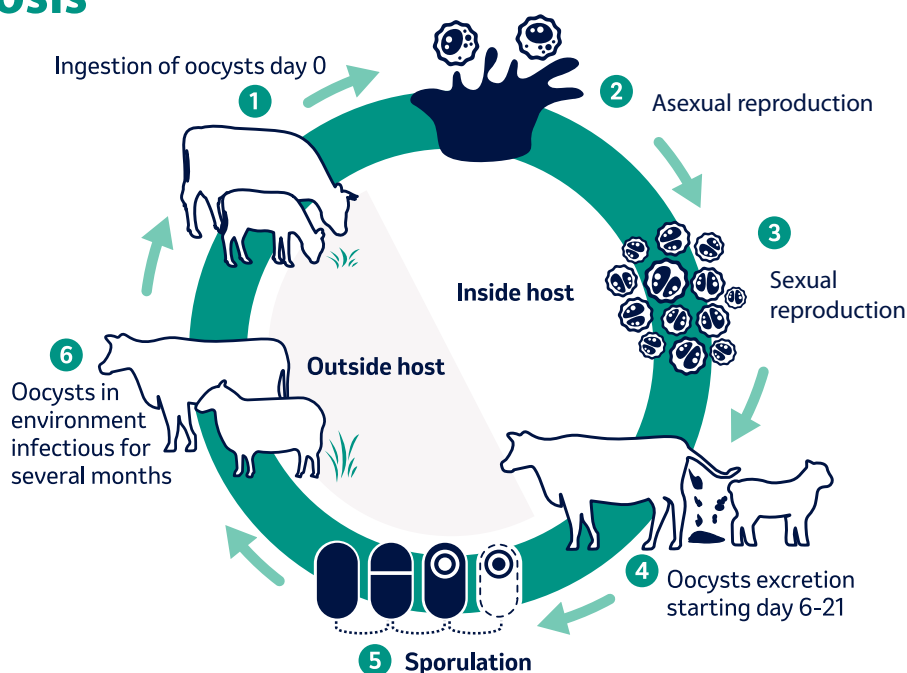 osis
Ingestion of oocysts day 0
1
2
Asexual reproduction
3
Sexual
reproduction
Inside host
Outside host
6
Oocysts in
environment
infectious for
several months
4
Oocysts excretion
starting day 6-21
5 Sporulation